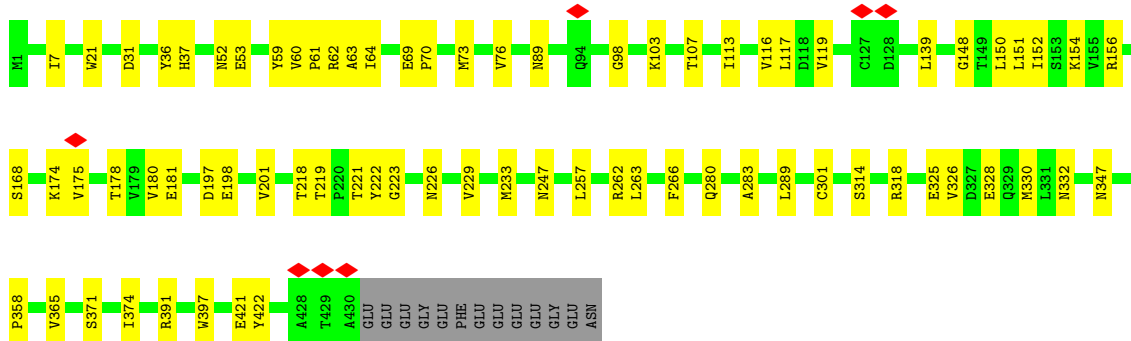 M1 I7 W21 D31 Y36 H37 N52 E53 Y59 V60 P61 R62 A63 I64 E69 P70 M73 V76 N89 Q94 G98 K103 T107 I113 V116 L117 D118 V119 C127 D128 L139 G148 T149 L150 L151 I152 S153 K154 V155 R156
S168 K174 V175 T178 V179 V180 E181 D197 E198 V201 T218 T219 P220 T221 Y222 G223 N226 V229 M233 N247 L257 R262 L263 F266 Q280 A283 L289 C301 S314 R318 E325 V326 D327 E328 Q329 M330 L331 N332 N347
P358 V365 S371 I374 R391 W397 E421 Y422 A428 T429 A430 GLU GLU GLU GLY GLU PHE GLU GLU GLU GLU GLY GLU ASN